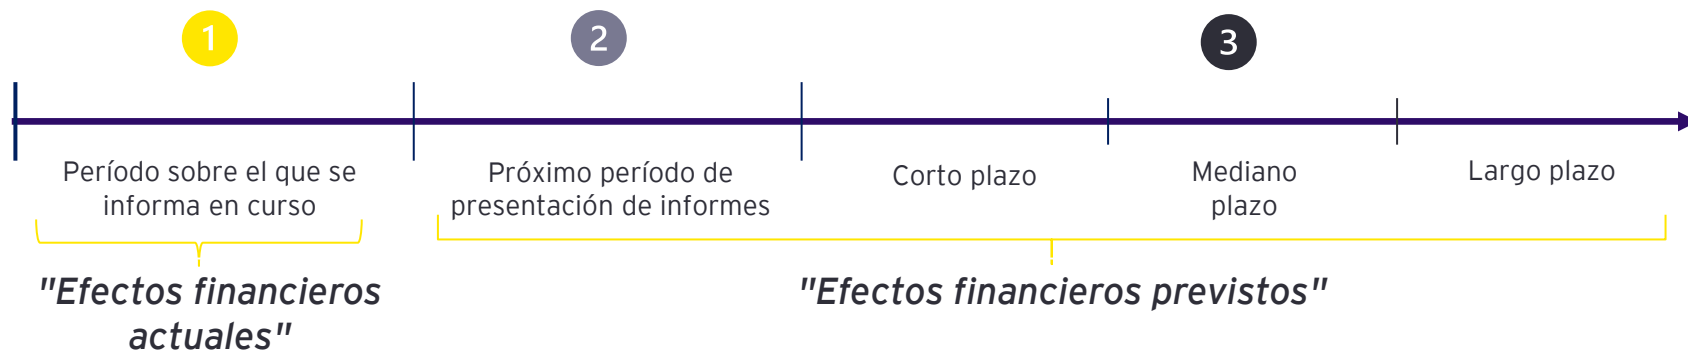 1
2
3
Período sobre el que se
informa en curso
Próximo período de
presentación de informes
Corto plazo
Mediano
plazo
Largo plazo
"Efectos financieros
actuales"
"Efectos financieros previstos"